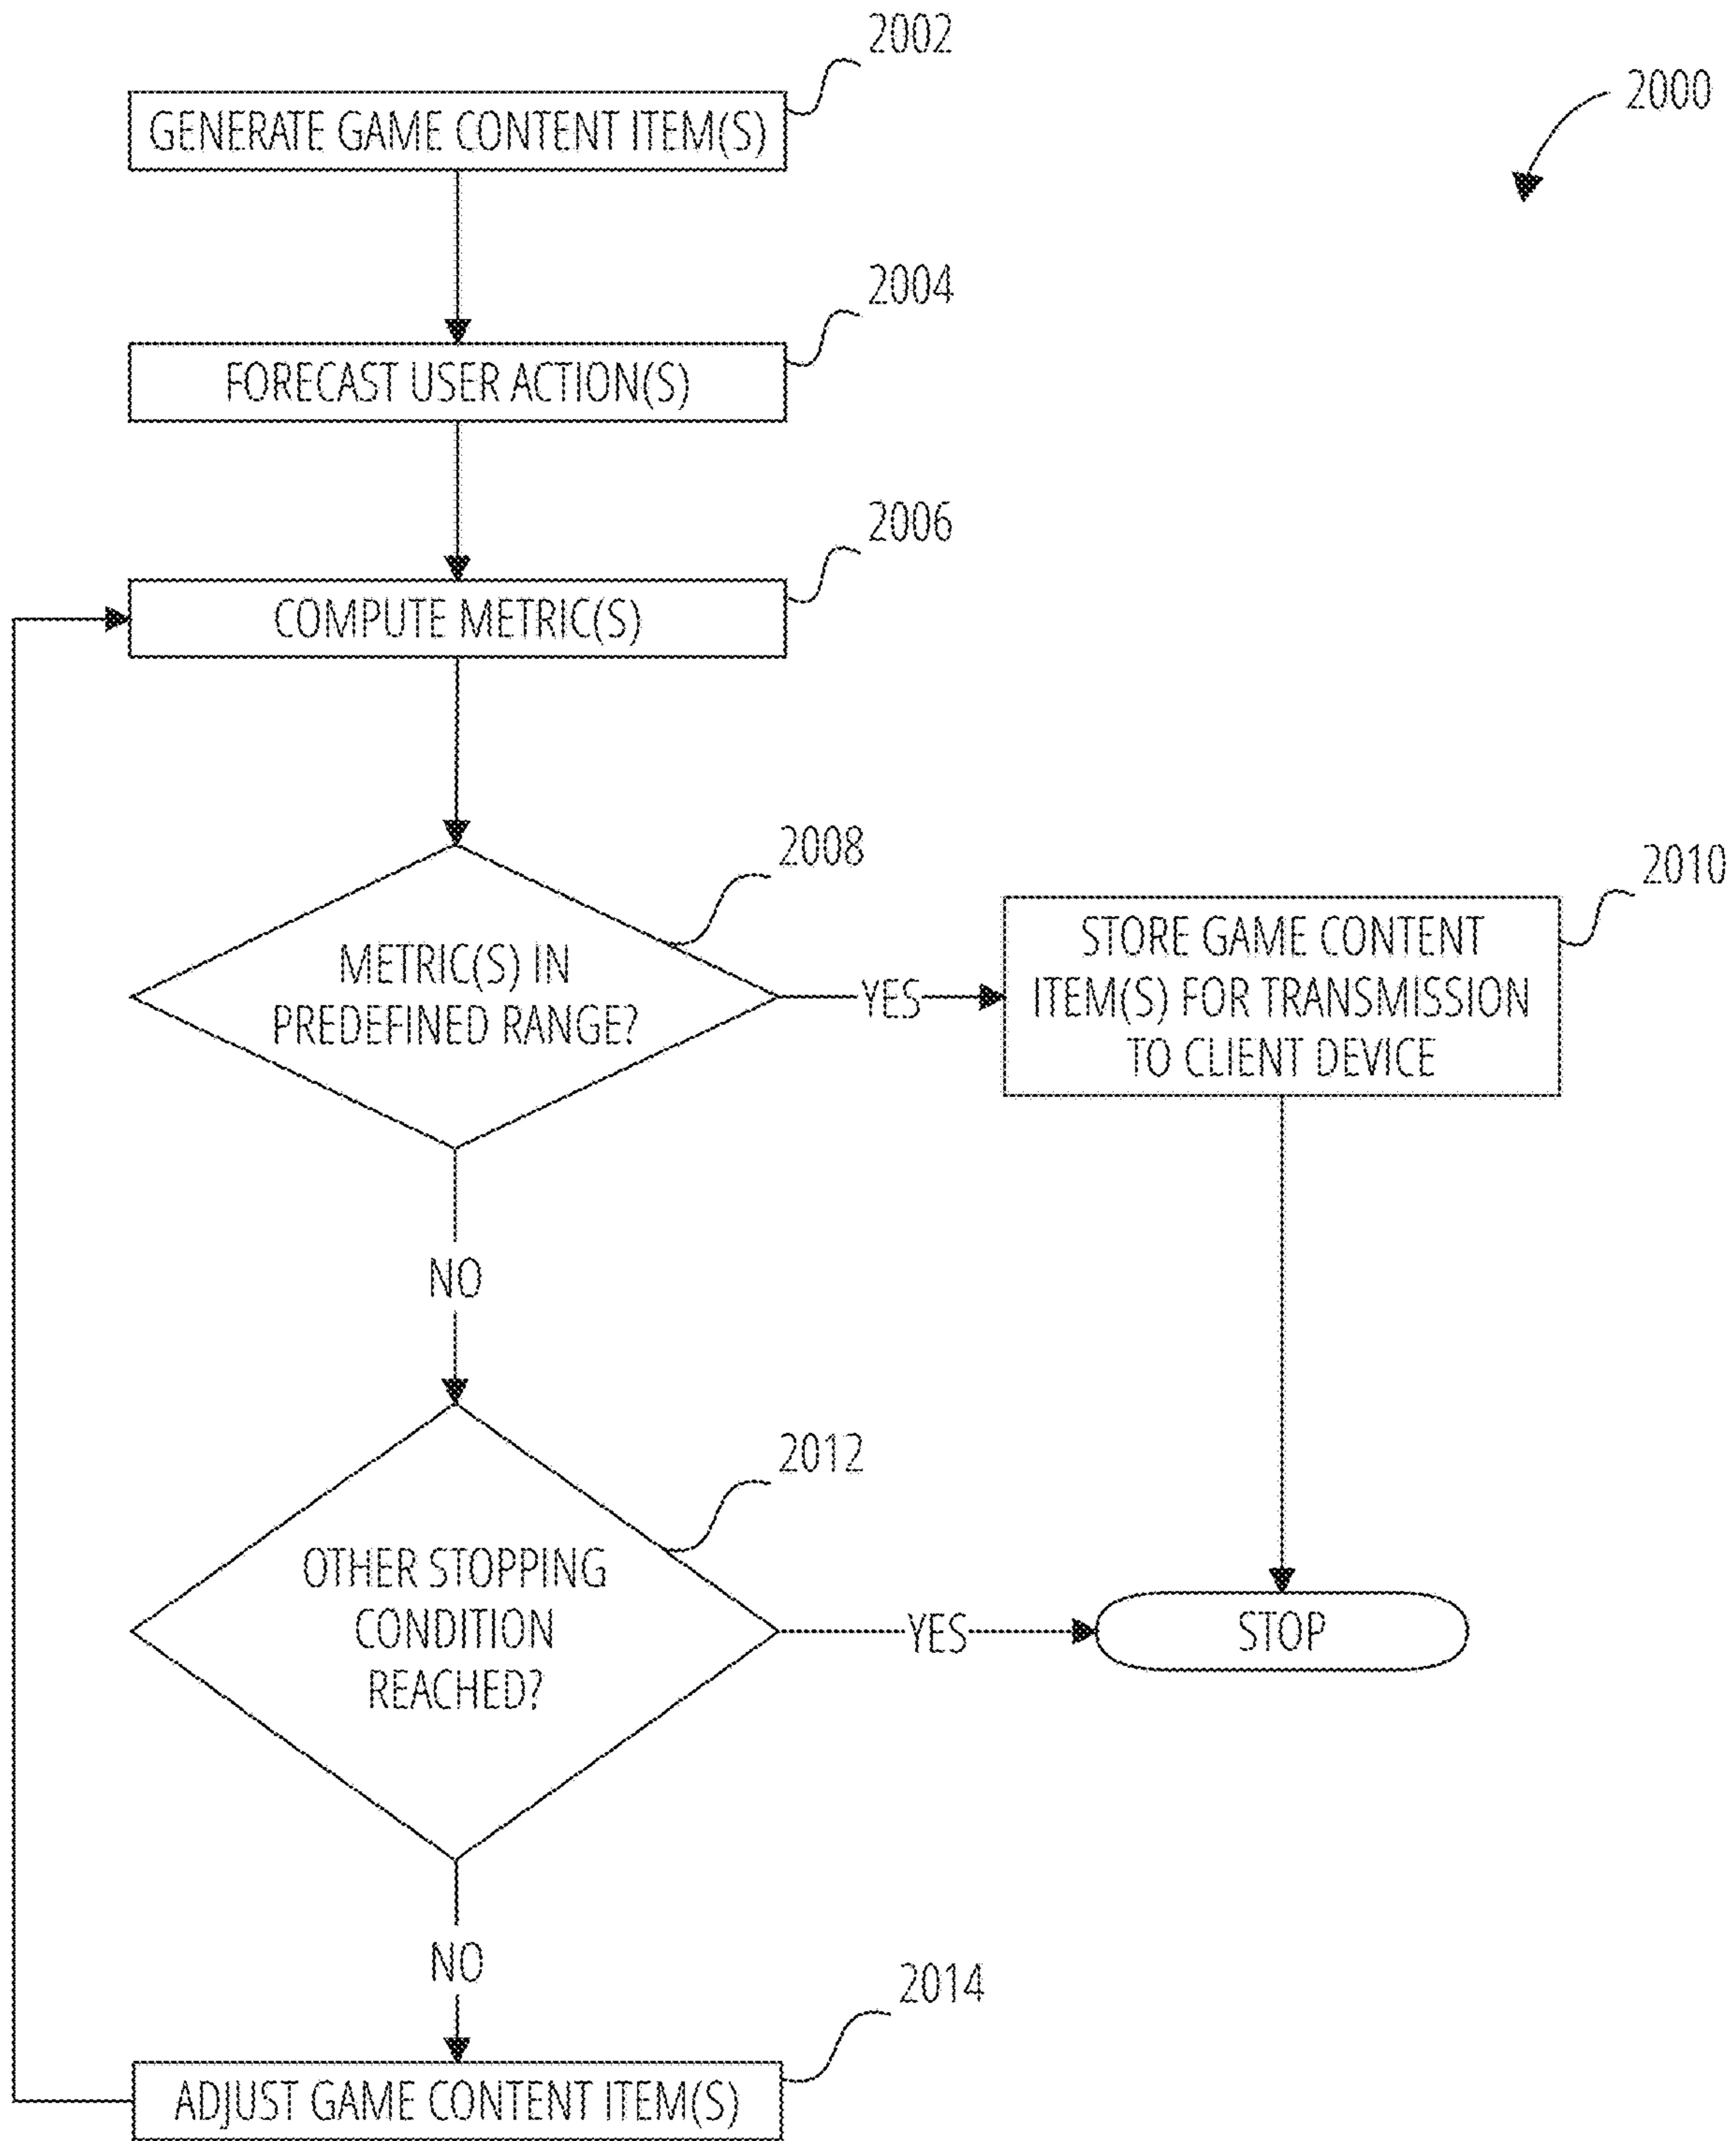 2002
2000
GENERATE GAME CONTENT ITEM(S)
2004
FORECAST USER ACTION(S)
2006
COMPUTE METRIC(S)
2008
METRIC(S) IN
PREDEFINED RANGE?
YES
2010
STORE GAME CONTENT
ITEM(S) FOR TRANSMISSION
TO CLIENT DEVICE
NO
2012
OTHER STOPPING
CONDITION
REACHED?
YES
STOP
NO
2014
ADJUST GAME CONTENT ITEM(S)